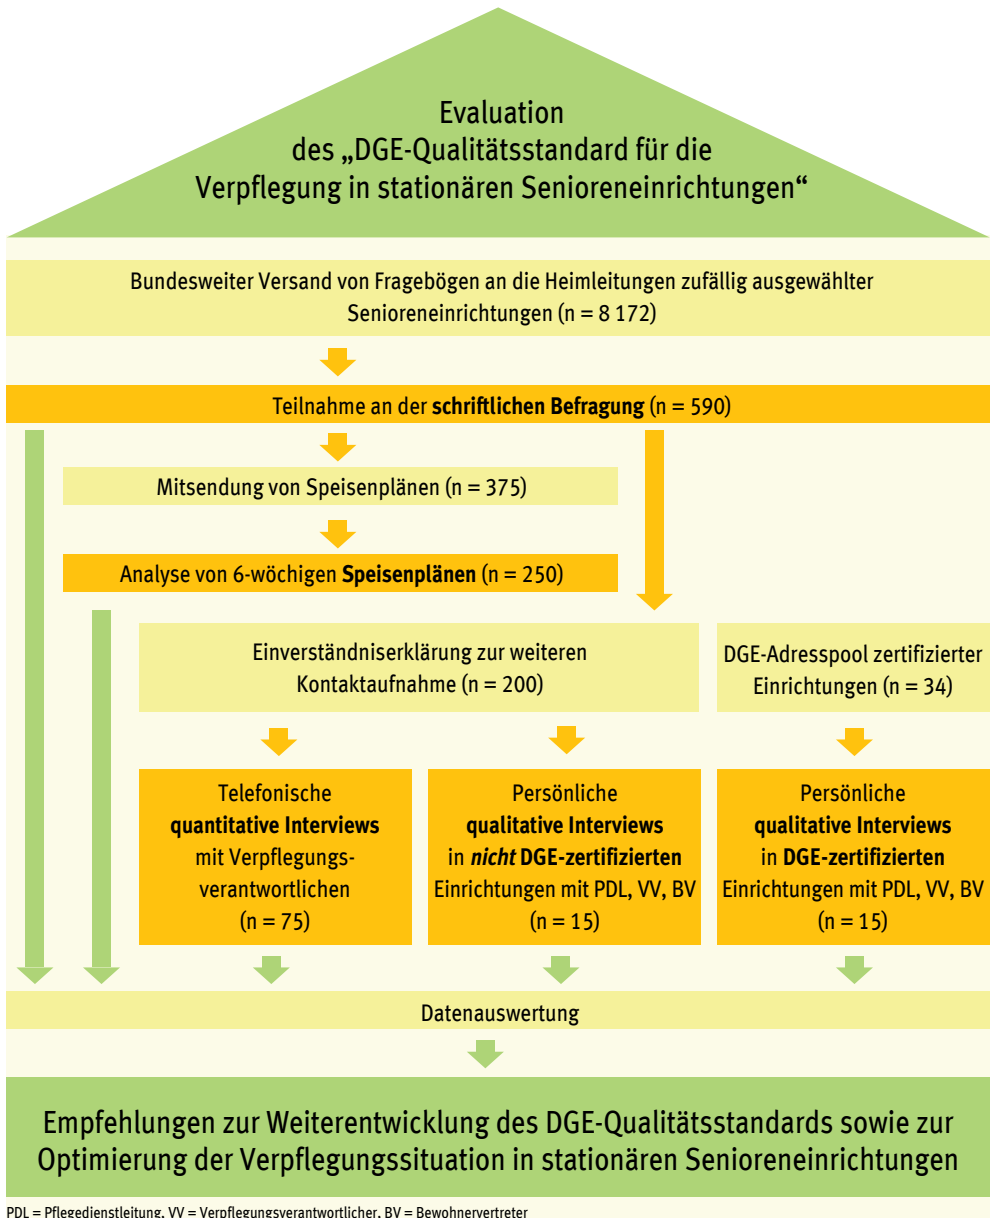 Evaluation
des „DGE-Qualitätsstandard für die
Verpflegung in stationären Senioreneinrichtungen“
Bundesweiter Versand von Fragebögen an die Heimleitungen zufällig ausgewählter
Senioreneinrichtungen (n = 8 172)
Teilnahme an der schriftlichen Befragung (n = 590)
Mitsendung von Speisenplänen (n = 375)
Analyse von 6-wöchigen Speisenplänen (n = 250)
Einverständniserklärung zur weiteren
Kontaktaufnahme (n = 200)
DGE-Adresspool zertifizierter
Einrichtungen (n = 34)
Telefonische
quantitative Interviews
mit Verpflegungs-
verantwortlichen
(n = 75)
Persönliche
qualitative Interviews
in nicht DGE-zertifizierten
Einrichtungen mit PDL, VV, BV
(n = 15)
Persönliche
qualitative Interviews
in DGE-zertifizierten
Einrichtungen mit PDL, VV, BV
(n = 15)
Datenauswertung
Empfehlungen zur Weiterentwicklung des DGE-Qualitätsstandards sowie zur
Optimierung der Verpflegungssituation in stationären Senioreneinrichtungen
PDL = Pflegedienstleitung, VV = Verpflegungsverantwortlicher, BV = Bewohnervertreter